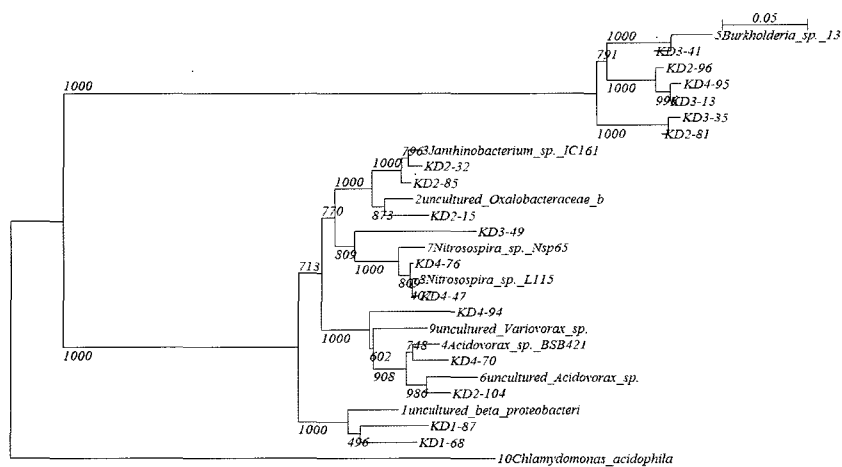 0.05
1000
5Burkholderia_sp._13
KD3-41
791
KD2-96
1000
KD4-95
KD3-13
1000
KD3-35
1000
KD2-81
3Janthinobacterium_sp._IC161
1000
KD2-32
1000
KD2-85
2uncultured_Oxalobacteraceae_b
770
873
KD2-15
KD3-49
7Nitrosospira_sp._Nsp65
809
1000
KD4-76
713
8Nitrosospira_sp._L115
KD4-47
KD4-94
9uncultured_Variovorax_sp.
1000
748
4Acidovorax_sp._BSB421
602
KD4-70
1000
908
6uncultured_Acidovorax_sp.
986
KD2-104
1uncultured_beta_proteobacteri
1000
KD1-87
496
KD1-68
10Chlamydomonas_acidophila